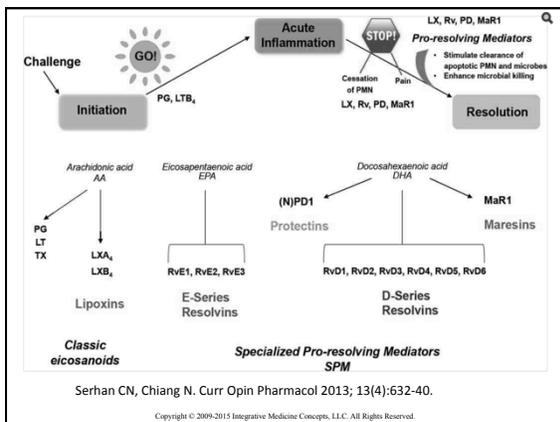 LX, Rv, PD, MaR1
Acute
Inflammation
STOP!
Pro-resolving Mediators
• Stimulate clearance of
apoptotic PMN and microbes
• Enhance microbial killing
GO!
Challenge
Cessation
of PMN
Pain
PG, LTB4
LX, Rv, PD, MaR1
Initiation
Resolution
Arachidonic acid
AA
Eicosapentaenoic acid
EPA
Docosahexaenoic acid
DHA
(N)PD1
MaR1
Protectins
Maresins
PG
LT
TX
LXA4
LXB4
RvE1, RvE2, RvE3
RvD1, RvD2, RvD3, RvD4, RvD5, RvD6
Lipoxins
E-Series
Resolvins
D-Series
Resolvins
Classic
eicosanoids
Specialized Pro-resolving Mediators
SPM
Serhan CN, Chiang N. Curr Opin Pharmacol 2013; 13(4):632-40.
Copyright © 2009-2015 Integrative Medicine Concepts, LLC. All Rights Reserved.